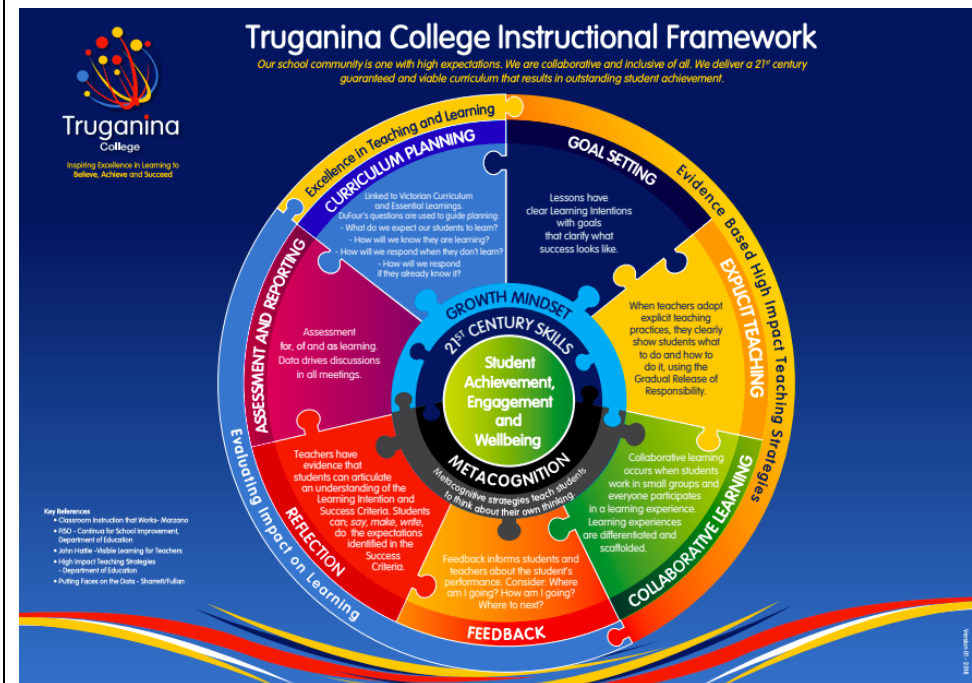 Truganina College Instructional Framework
Our school community is one with high expectations. We are collaborative and inclusive of all. We deliver a 21st century
guaranteed and viable curriculum that results in outstanding student achievement.
Truganina
College
Inspiring Excellence in Learning to
Believe, Achieve and Succeed
Excellence in Teaching and Learning
CURRICULUM PLANNING
Linked to Victorian Curriculum
and Essential Learnings.
DuFour's questions are used to guide planning:
- What do we expect our students to learn?
- How will we know they are learning?
- How will we respond when they don't learn?
- How will we respond
if they already know it?
GOAL SETTING
Lessons have
clear Learning Intentions
with goals
that clarify what
success looks like.
Evidence Based High Impact Teaching Strategies
EXPLICIT TEACHING
When teachers adopt
explicit teaching
practices, they clearly
show students what
to do and how to
do it, using the
Gradual Release of
Responsibility.
COLLABORATIVE LEARNING
Collaborative learning
occurs when students
work in small groups and
everyone participates
in a learning experience.
Learning experiences
are differentiated and
scaffolded.
FEEDBACK
Feedback informs students and
teachers about the student's
performance. Consider: Where
am I going? How am I going?
Where to next?
Evaluating Impact on Learning
REFLECTION
Teachers have
evidence that
students can articulate
an understanding of the
Learning Intention and
Success Criteria. Students
can; say, make, write,
do the expectations
identified in the
Success
Criteria.
ASSESSMENT AND REPORTING
Assessment
for, of and as learning.
Data drives discussions
in all meetings.
GROWTH MINDSET
21ST CENTURY SKILLS
Student
Achievement,
Engagement
and
Wellbeing
METACOGNITION
Metacognitive strategies teach students
to think about their own thinking.
Key References
• Classroom Instruction that Works- Marzano
• FISO - Continua for School Improvement,
Department of Education
• John Hattie -Visible Learning for Teachers
• High Impact Teaching Strategies
- Department of Education
• Putting Faces on the Data - Sharratt/Fullan